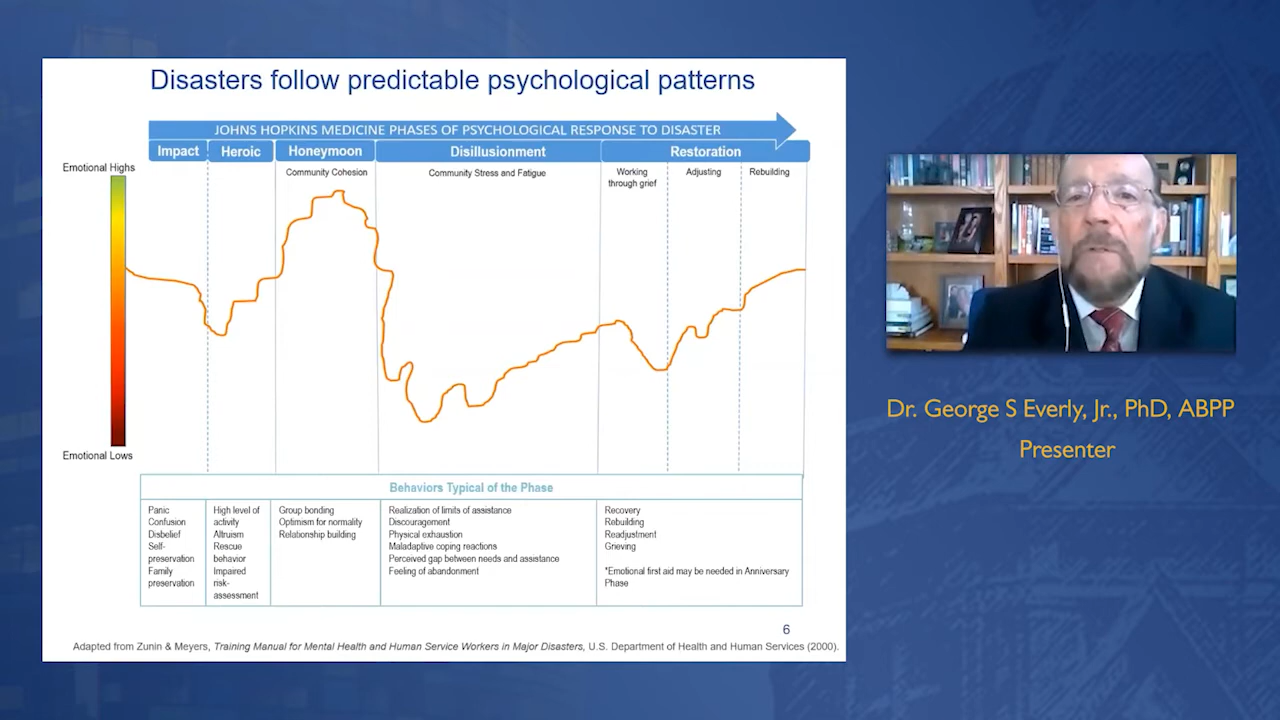 Disasters follow predictable psychological patterns
JOHNS HOPKINS MEDICINE PHASES OF PSYCHOLOGICAL RESPONSE TO DISASTER
Impact
Heroic
Honeymoon
Disillusionment
Restoration
Emotional Highs
Community Cohesion
Community Stress and Fatigue
Working
through grief
Adjusting
Rebuilding
Emotional Lows
Behaviors Typical of the Phase
Panic
Confusion
Disbelief
Self-
preservation
Family
preservation
High level of
activity
Altruism
Rescue
behavior
Impaired
risk-
assessment
Group bonding
Optimism for normality
Relationship building
Realization of limits of assistance
Discouragement
Physical exhaustion
Maladaptive coping reactions
Perceived gap between needs and assistance
Feeling of abandonment
Recovery
Rebuilding
Readjustment
Grieving
*Emotional first aid may be needed in Anniversary
Phase
6
Adapted from Zunin & Meyers, Training Manual for Mental Health and Human Service Workers in Major Disasters, U.S. Department of Health and Human Services (2000).
Dr. George S Everly, Jr., PhD, ABPP
Presenter